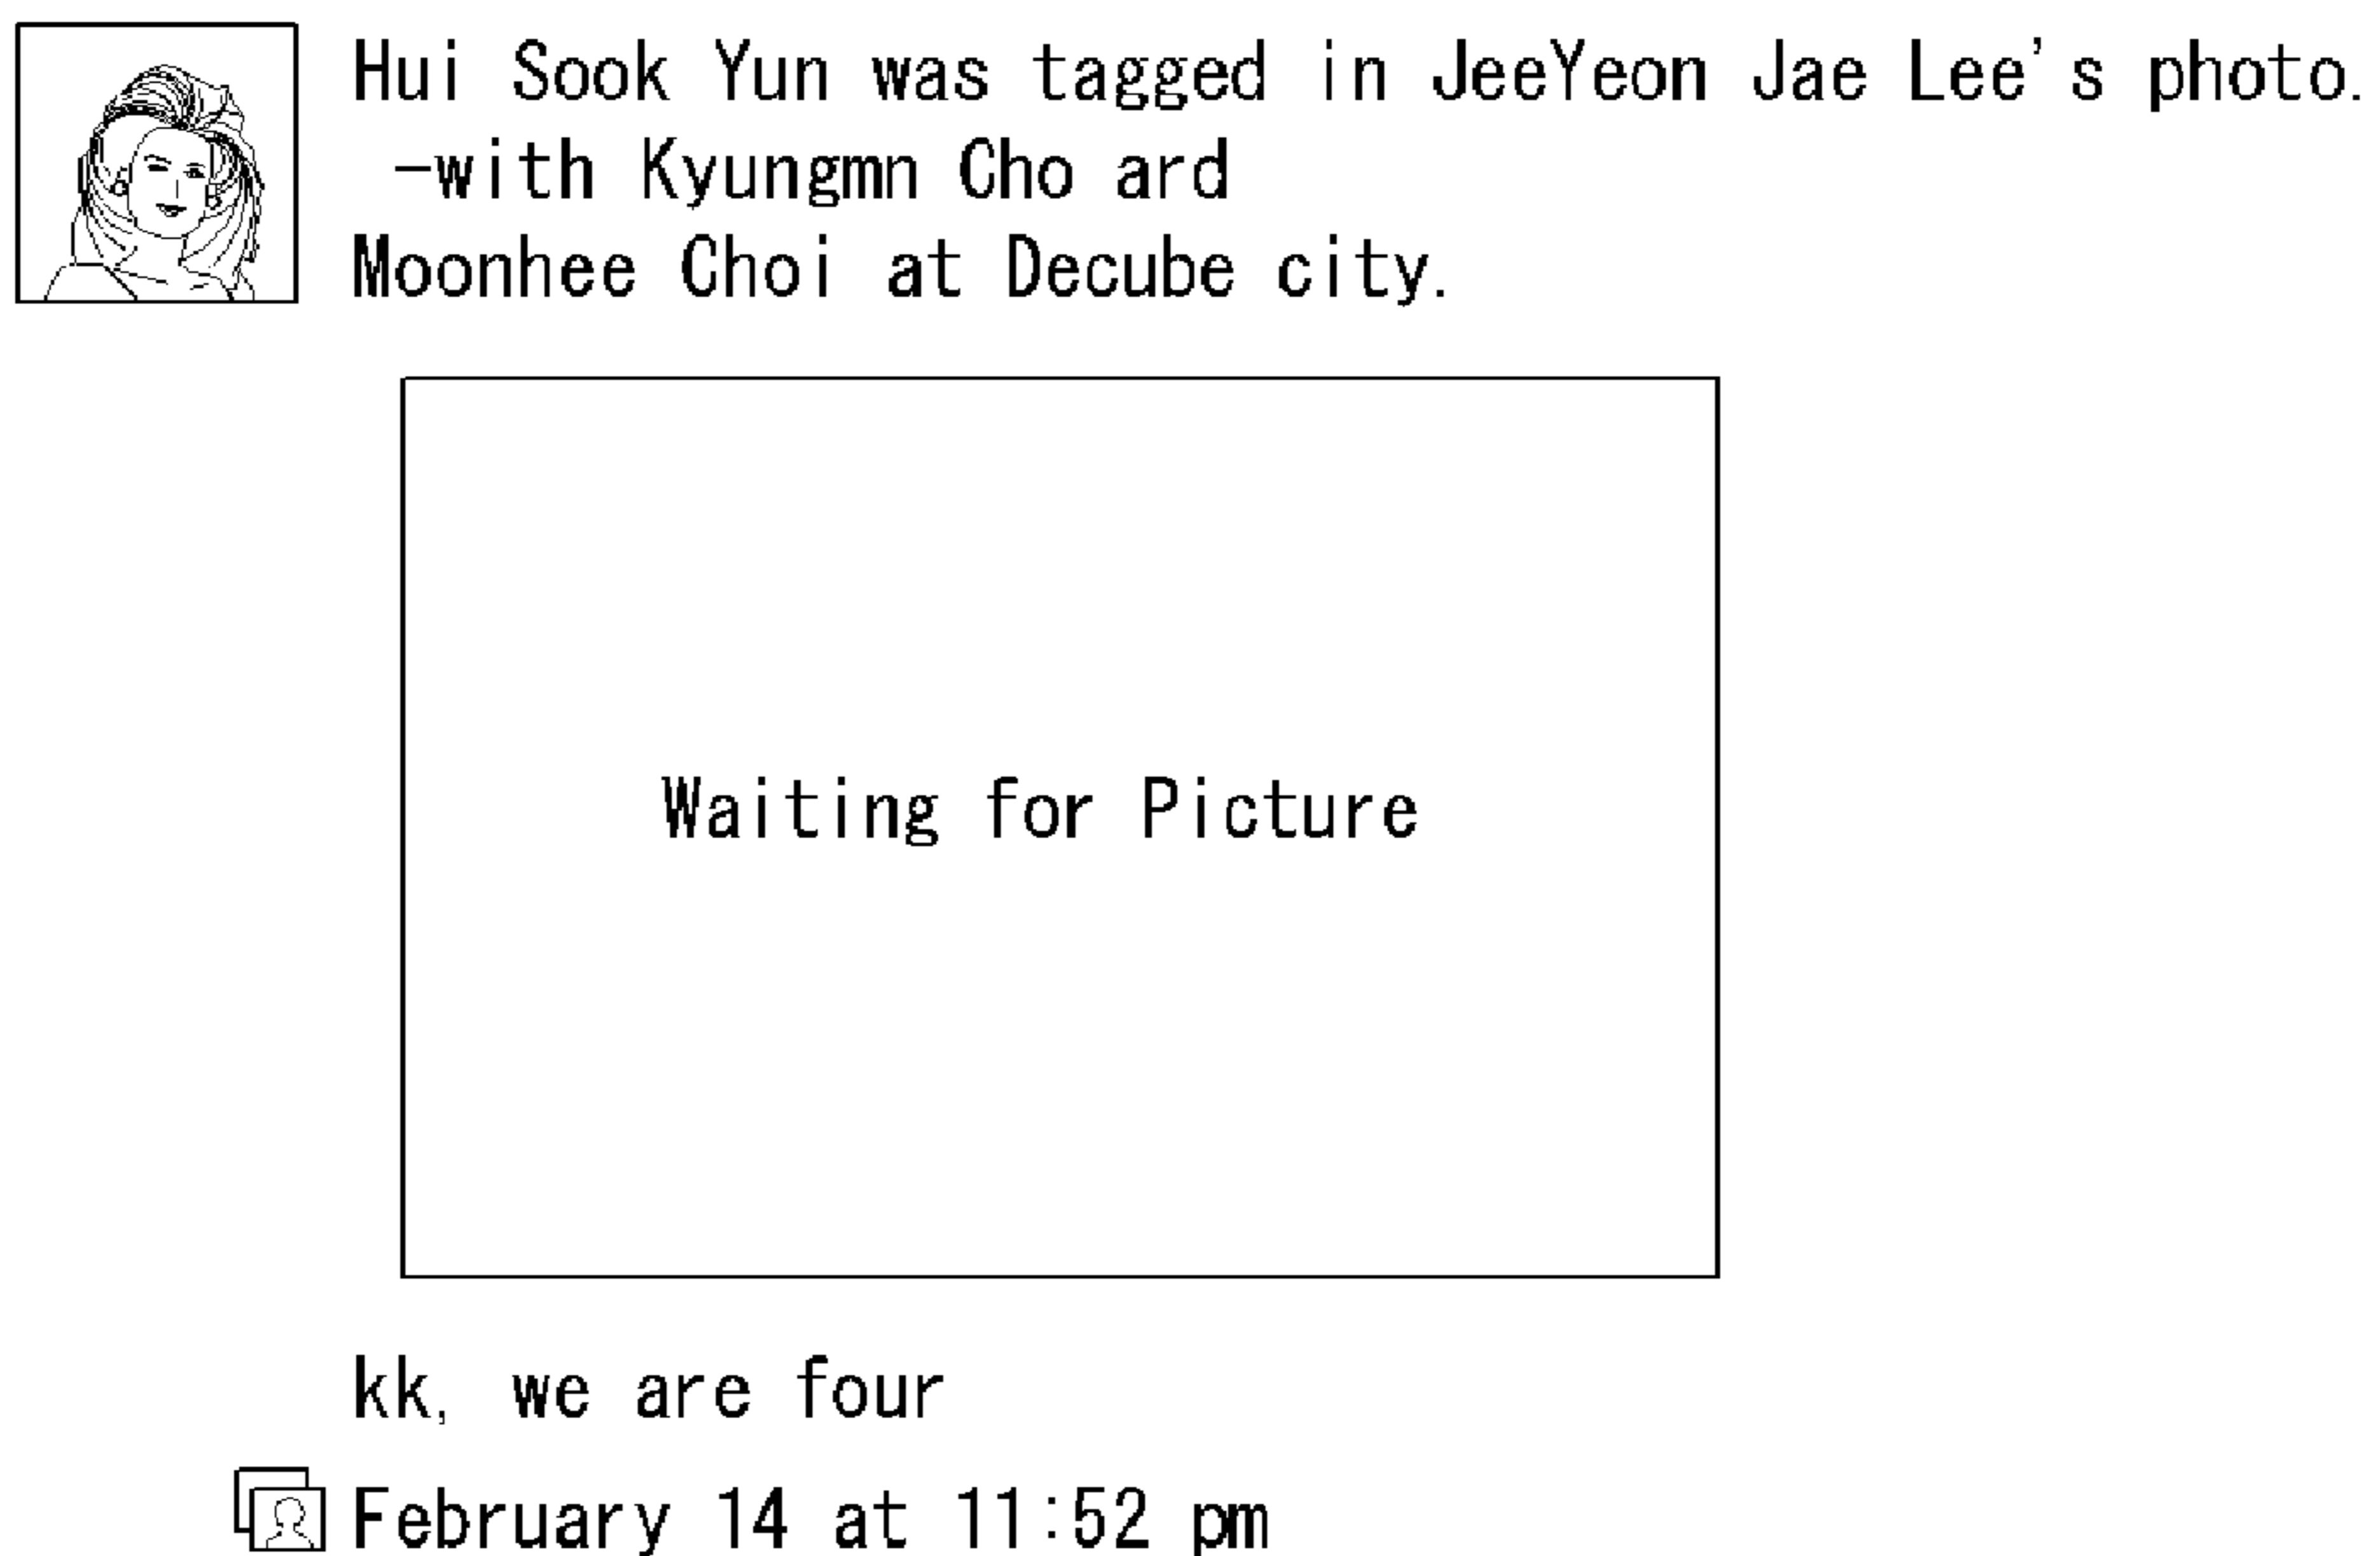 Hui Sook Yun was tagged in JeeYeon Jae Lee's photo.
—with Kyungmn Cho ard
Moonhee Choi at Decube city.
Waiting for Picture
kk, we are four
February 14 at 11:52 pm